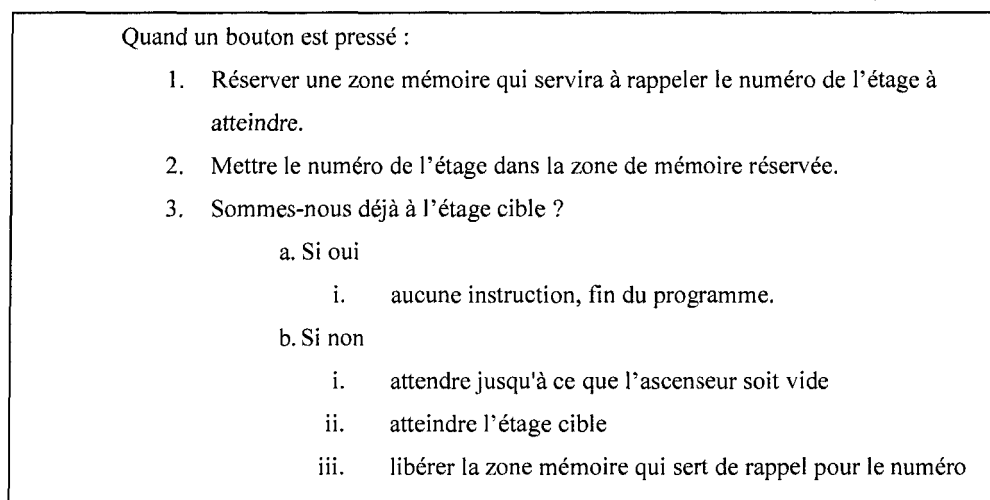 Quand un bouton est pressé :
1. Réserver une zone mémoire qui servira à rappeler le numéro de l'étage à
atteindre.
2. Mettre le numéro de l'étage dans la zone de mémoire réservée.
3. Sommes-nous déjà à l'étage cible ?
a. Si oui
i. aucune instruction, fin du programme.
b. Si non
i. attendre jusqu'à ce que l'ascenseur soit vide
ii. atteindre l'étage cible
iii. libérer la zone mémoire qui sert de rappel pour le numéro